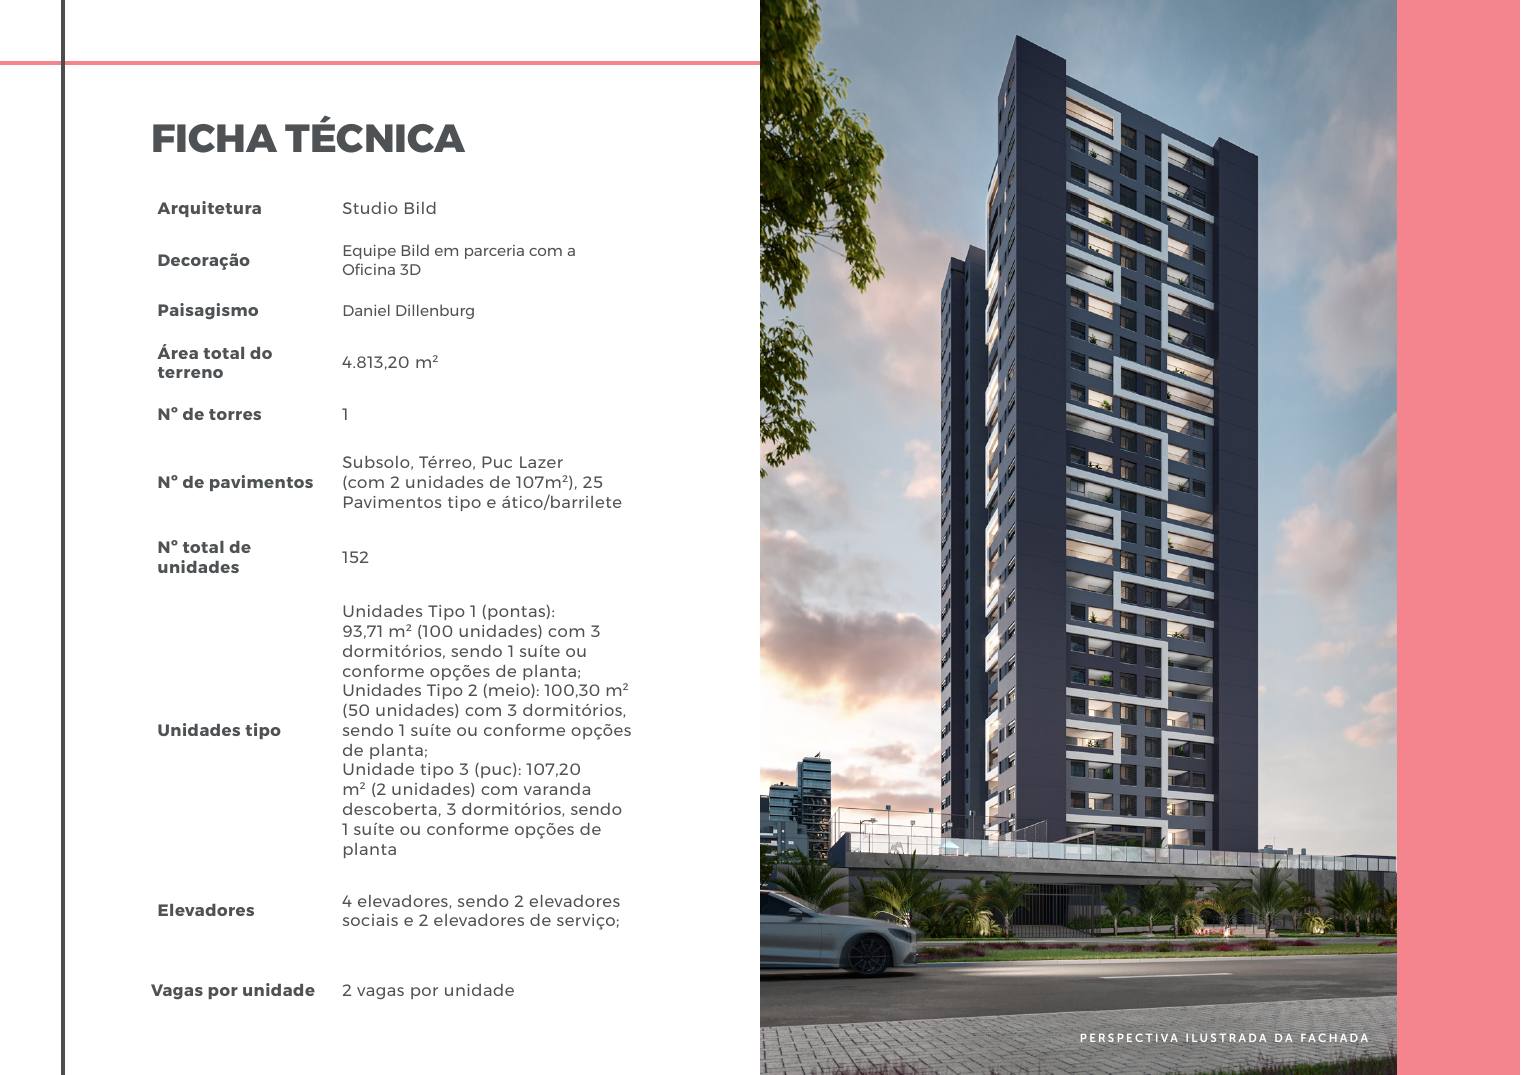 FICHA TÉCNICA
Arquitetura
Studio Bild
Decoração
Equipe Bild em parceria com a
Oficina 3D
Paisagismo
Daniel Dillenburg
Área total do
terreno
4.813,20 m²
Nº de torres
1
Nº de pavimentos
Subsolo, Térreo, Puc Lazer
(com 2 unidades de 107m²), 25
Pavimentos tipo e ático/barrilete
Nº total de
unidades
152
Unidades tipo
Unidades Tipo 1 (pontas):
93,71 m² (100 unidades) com 3
dormitórios, sendo 1 suíte ou
conforme opções de planta;
Unidades Tipo 2 (meio): 100,30 m²
(50 unidades) com 3 dormitórios,
sendo 1 suíte ou conforme opções
de planta;
Unidade tipo 3 (puc): 107,20
m² (2 unidades) com varanda
descoberta, 3 dormitórios, sendo
1 suíte ou conforme opções de
planta
Elevadores
4 elevadores, sendo 2 elevadores
sociais e 2 elevadores de serviço;
Vagas por unidade
2 vagas por unidade
PERSPECTIVA ILUSTRADA DA FACHADA